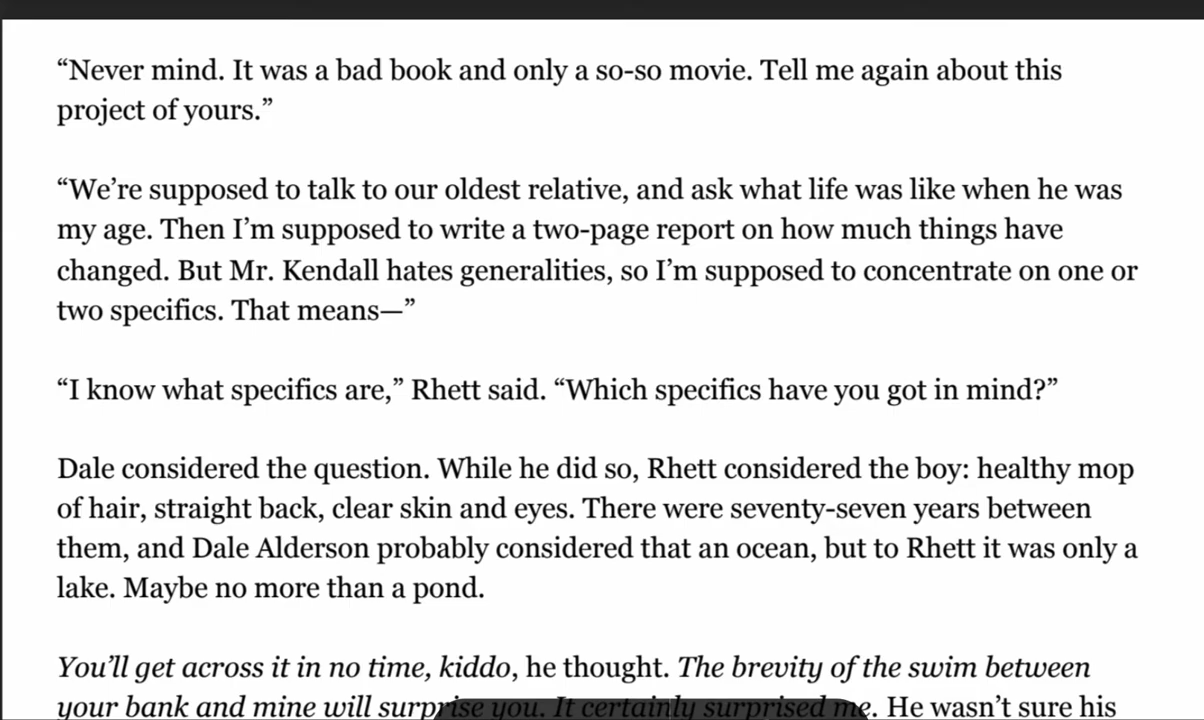 “Never mind. It was a bad book and only a so-so movie. Tell me again about this
project of yours.”
“We’re supposed to talk to our oldest relative, and ask what life was like when he was
my age. Then I’m supposed to write a two-page report on how much things have
changed. But Mr. Kendall hates generalities, so I’m supposed to concentrate on one or
two specifics. That means—”
“I know what specifics are,” Rhett said. “Which specifics have you got in mind?”
Dale considered the question. While he did so, Rhett considered the boy: healthy mop
of hair, straight back, clear skin and eyes. There were seventy-seven years between
them, and Dale Alderson probably considered that an ocean, but to Rhett it was only a
lake. Maybe no more than a pond.
You’ll get across it in no time, kiddo, he thought. The brevity of the swim between
your bank and mine will surprise you. It certainly surprised me. He wasn’t sure his